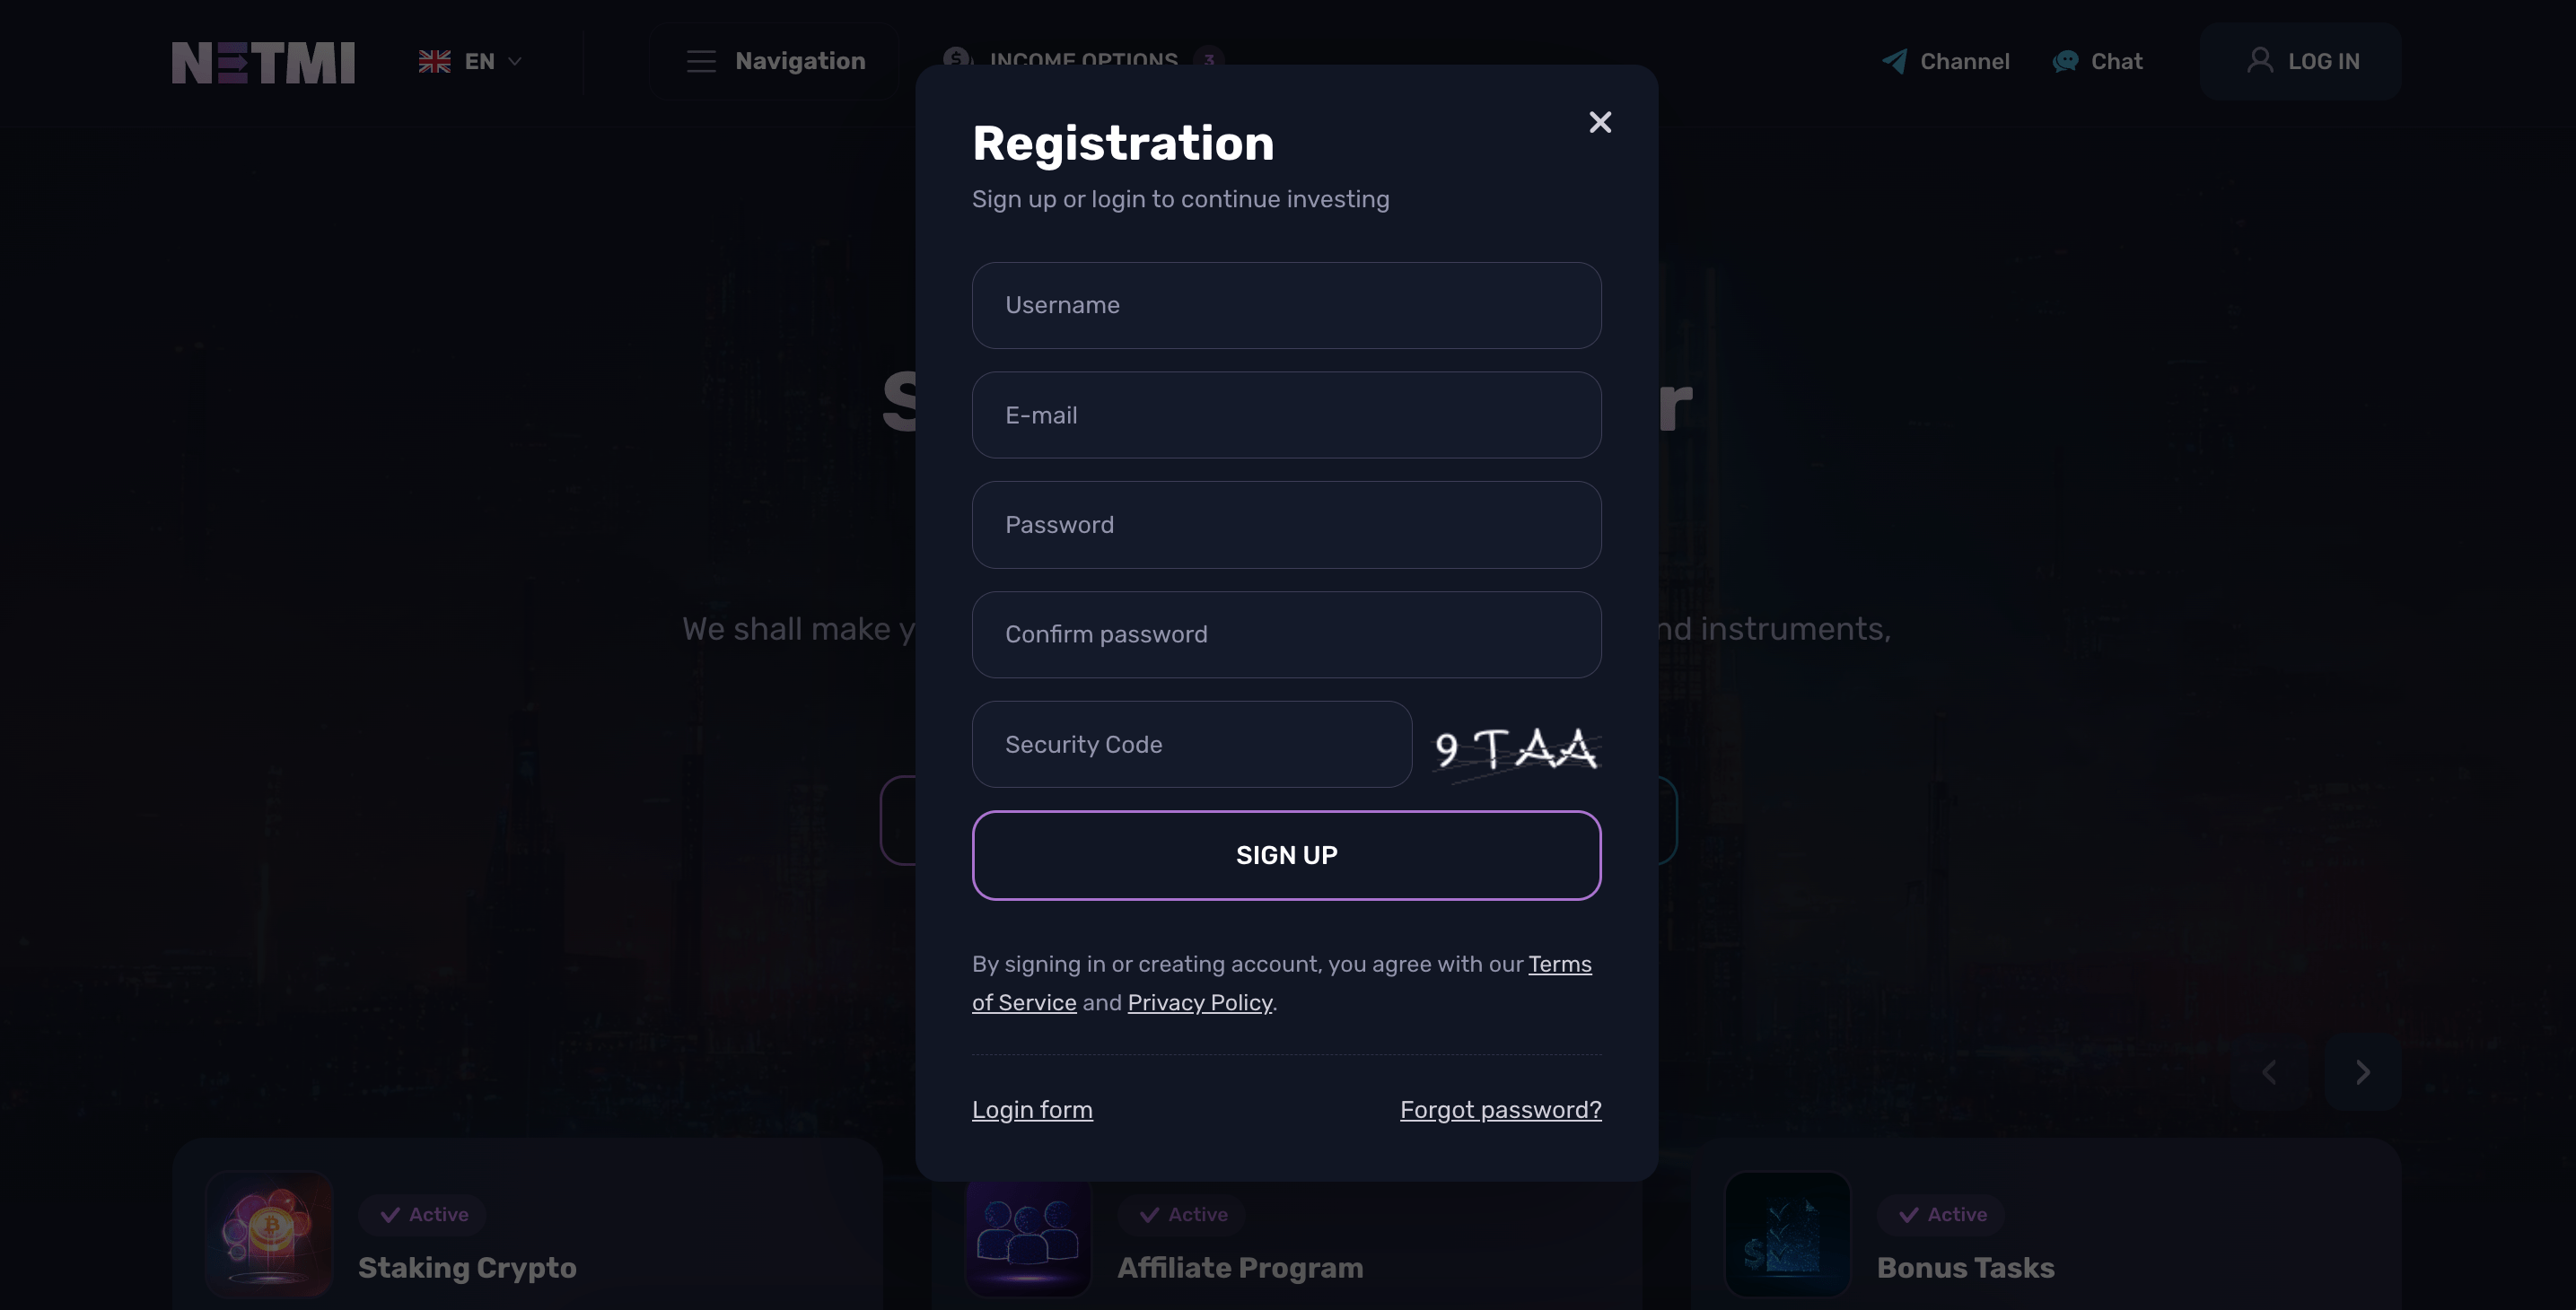 NETMI
EN
Navigation
INCOME OPTIONS 3
Channel
Chat
LOG IN
Registration
Sign up or login to continue investing
Username
E-mail
Password
Confirm password
Security Code
9TAA
SIGN UP
By signing in or creating account, you agree with our Terms
of Service and Privacy Policy.
Login form
Forgot password?
S r
We shall make y nd instruments,
Active
Staking Crypto
Active
Affiliate Program
Active
Bonus Tasks